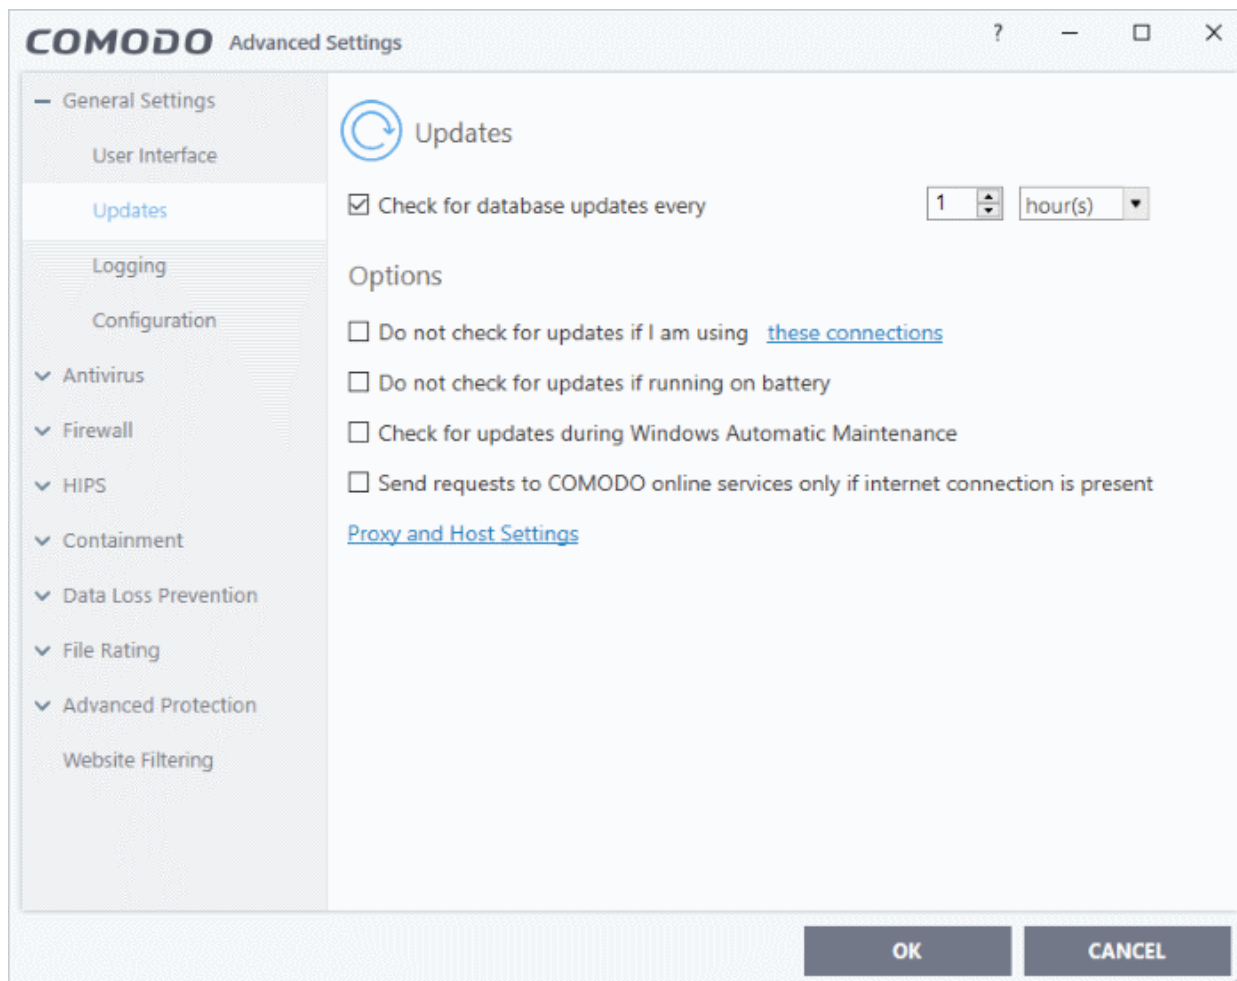 COMODO Advanced Settings ?
General Settings
User Interface
Updates
Logging
Configuration
Antivirus
Firewall
HIPS
Containment
Data Loss Prevention
File Rating
Advanced Protection
Website Filtering
Updates
Check for database updates every 1 hour(s)
Options
Do not check for updates if I am using these connections
Do not check for updates if running on battery
Check for updates during Windows Automatic Maintenance
Send requests to COMODO online services only if internet connection is present
Proxy and Host Settings
OK CANCEL